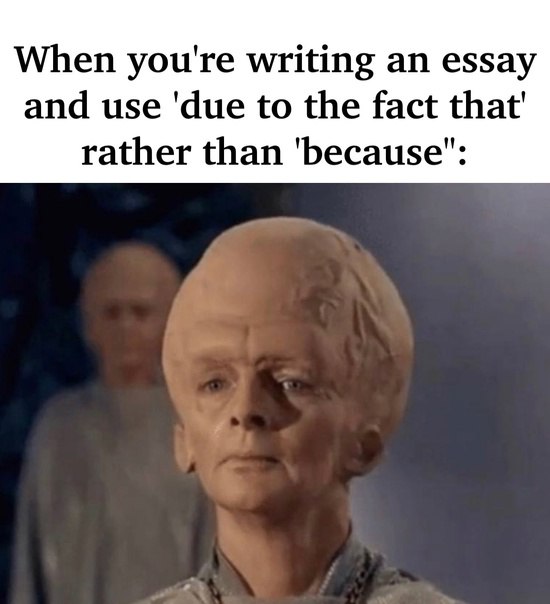 When you're writing an essay
and use 'due to the fact that'
rather than 'because":